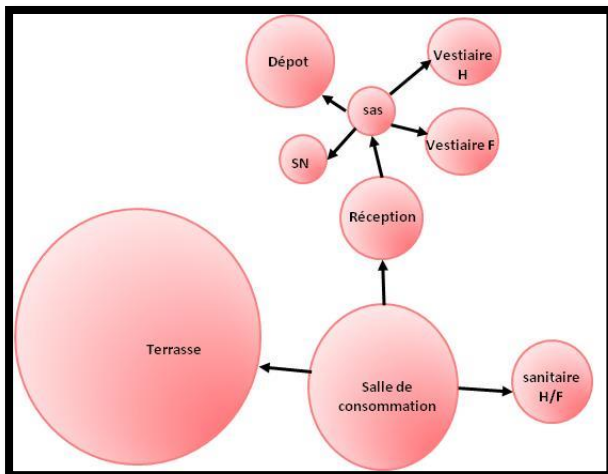 Dépot
Vestiaire
H
sas
Vestiaire F
SN
Réception
Terrasse
Salle de
consommation
sanitaire
H/F